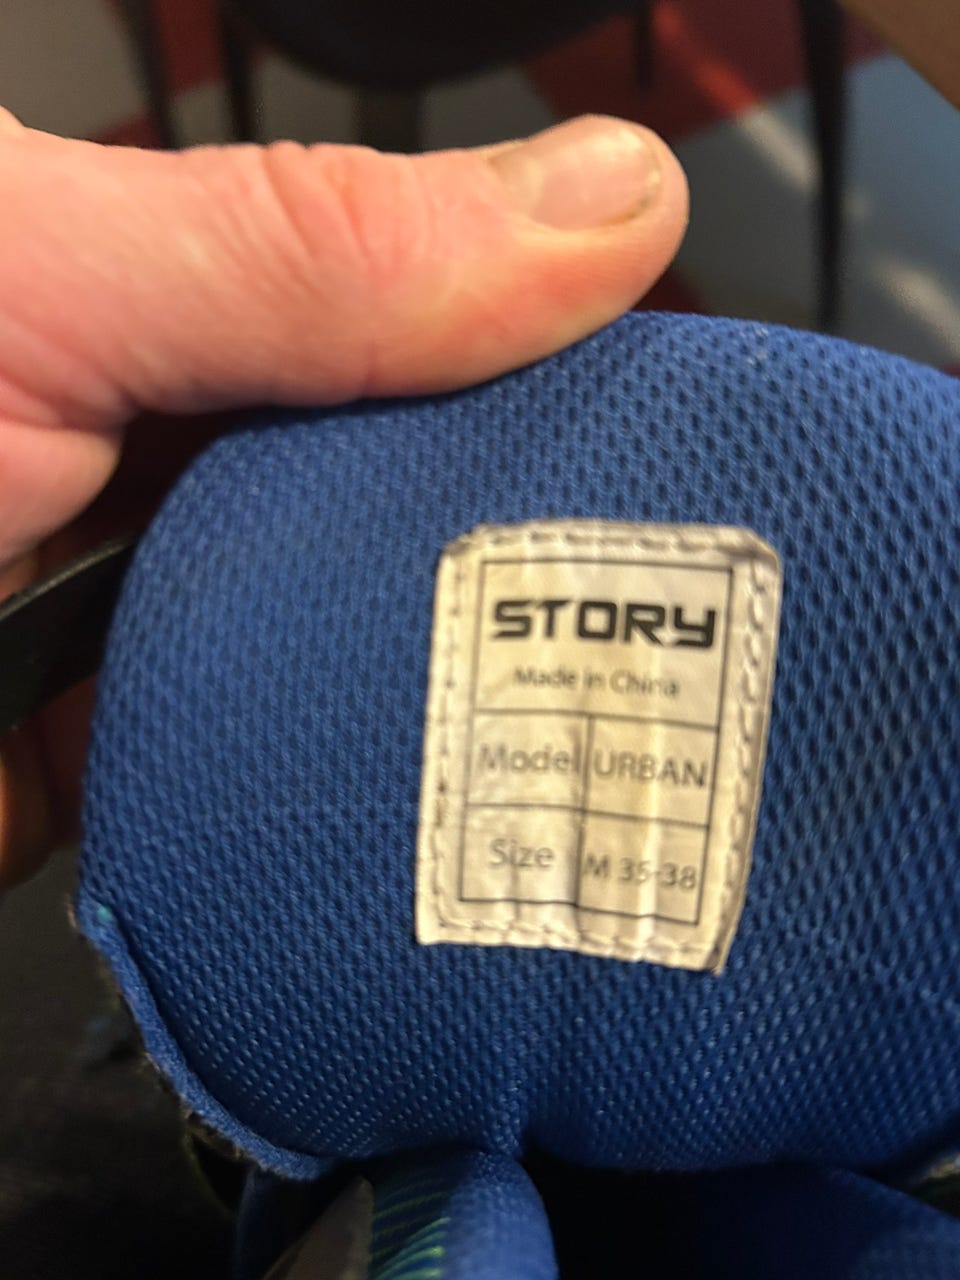 STORY
Made in China
Model URBAN
Size M 35-38